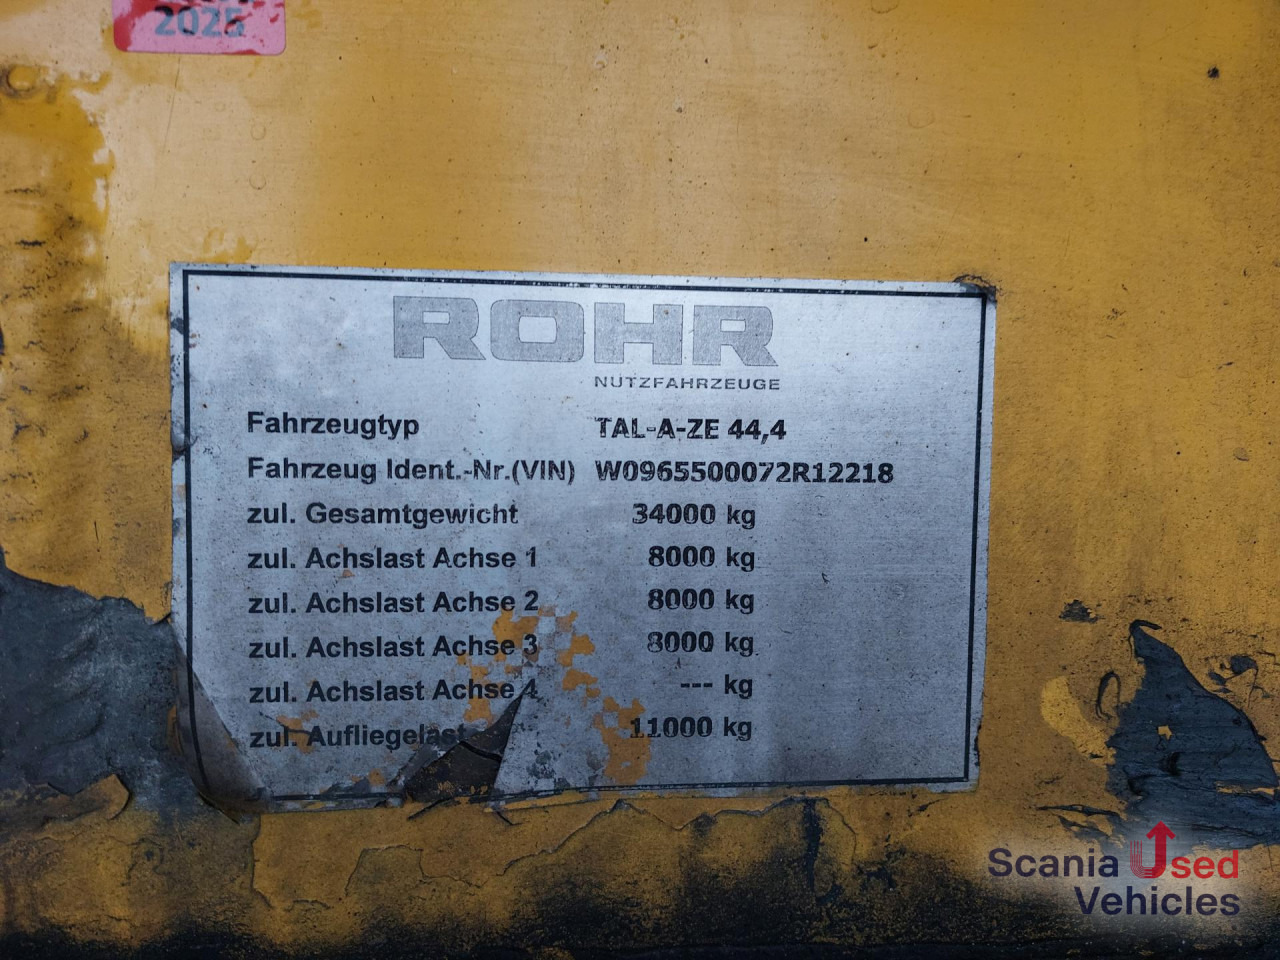 2025
ROHR
NUTZFAHRZEUGE
Fahrzeugtyp TAL-A-ZE 44,4
Fahrzeug Ident.-Nr.(VIN) W0965500072R12218
zul. Gesamtgewicht 34000 kg
zul. Achslast Achse 1 8000 kg
zul. Achslast Achse 2 8000 kg
zul. Achslast Achse 3 8000 kg
zul. Achslast Achse 4 --- kg
zul. Aufliegelast 11000 kg
Scania Used
Vehicles